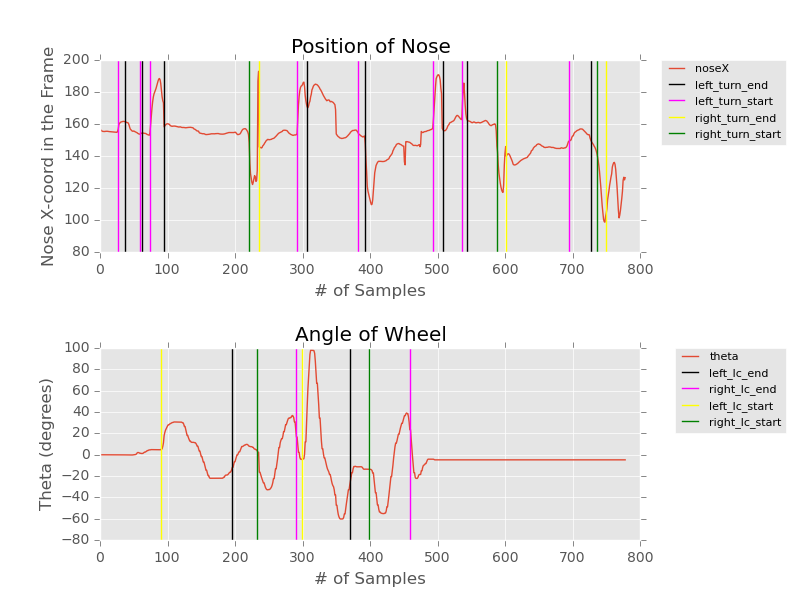 Position of Nose
Nose X-coord in the Frame
200
180
160
140
120
100
80
0 100 200 300 400 500 600 700 800
# of Samples
noseX
left_turn_end
left_turn_start
right_turn_end
right_turn_start
Angle of Wheel
Theta (degrees)
100
80
60
40
20
0
−20
−40
−60
−80
0 100 200 300 400 500 600 700 800
# of Samples
theta
left_lc_end
right_lc_end
left_lc_start
right_lc_start